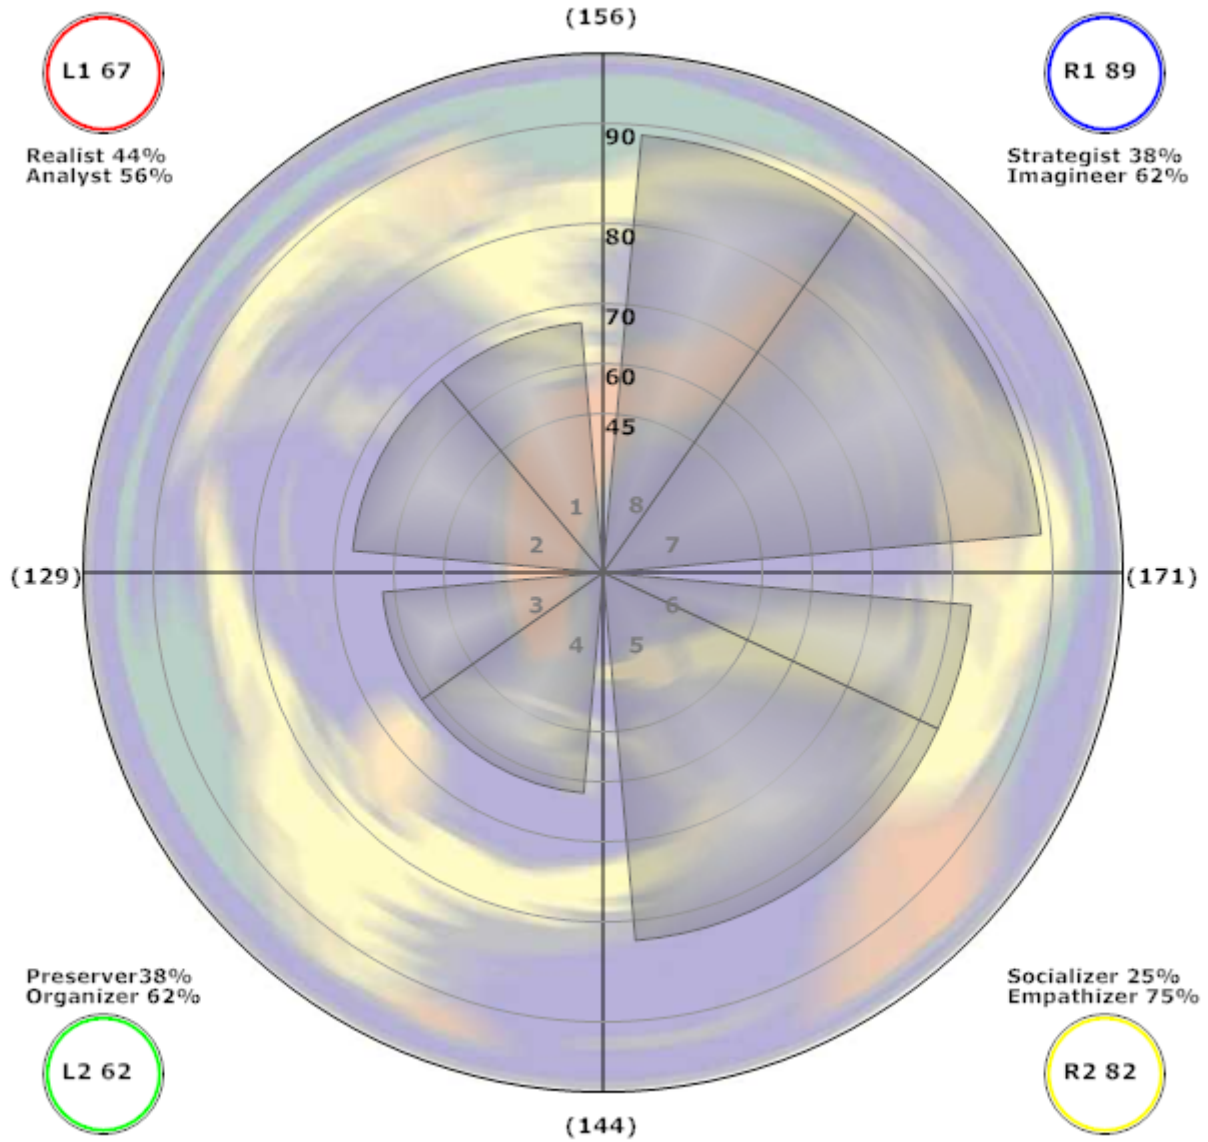 (156)
L1 67
R1 89
Realist 44%
Analyst 56%
Strategist 38%
Imagineer 62%
90
80
70
60
45
1
8
2
7
(129)
(171)
3
6
4
5
Preserver38%
Organizer 62%
Socializer 25%
Empathizer 75%
L2 62
R2 82
(144)